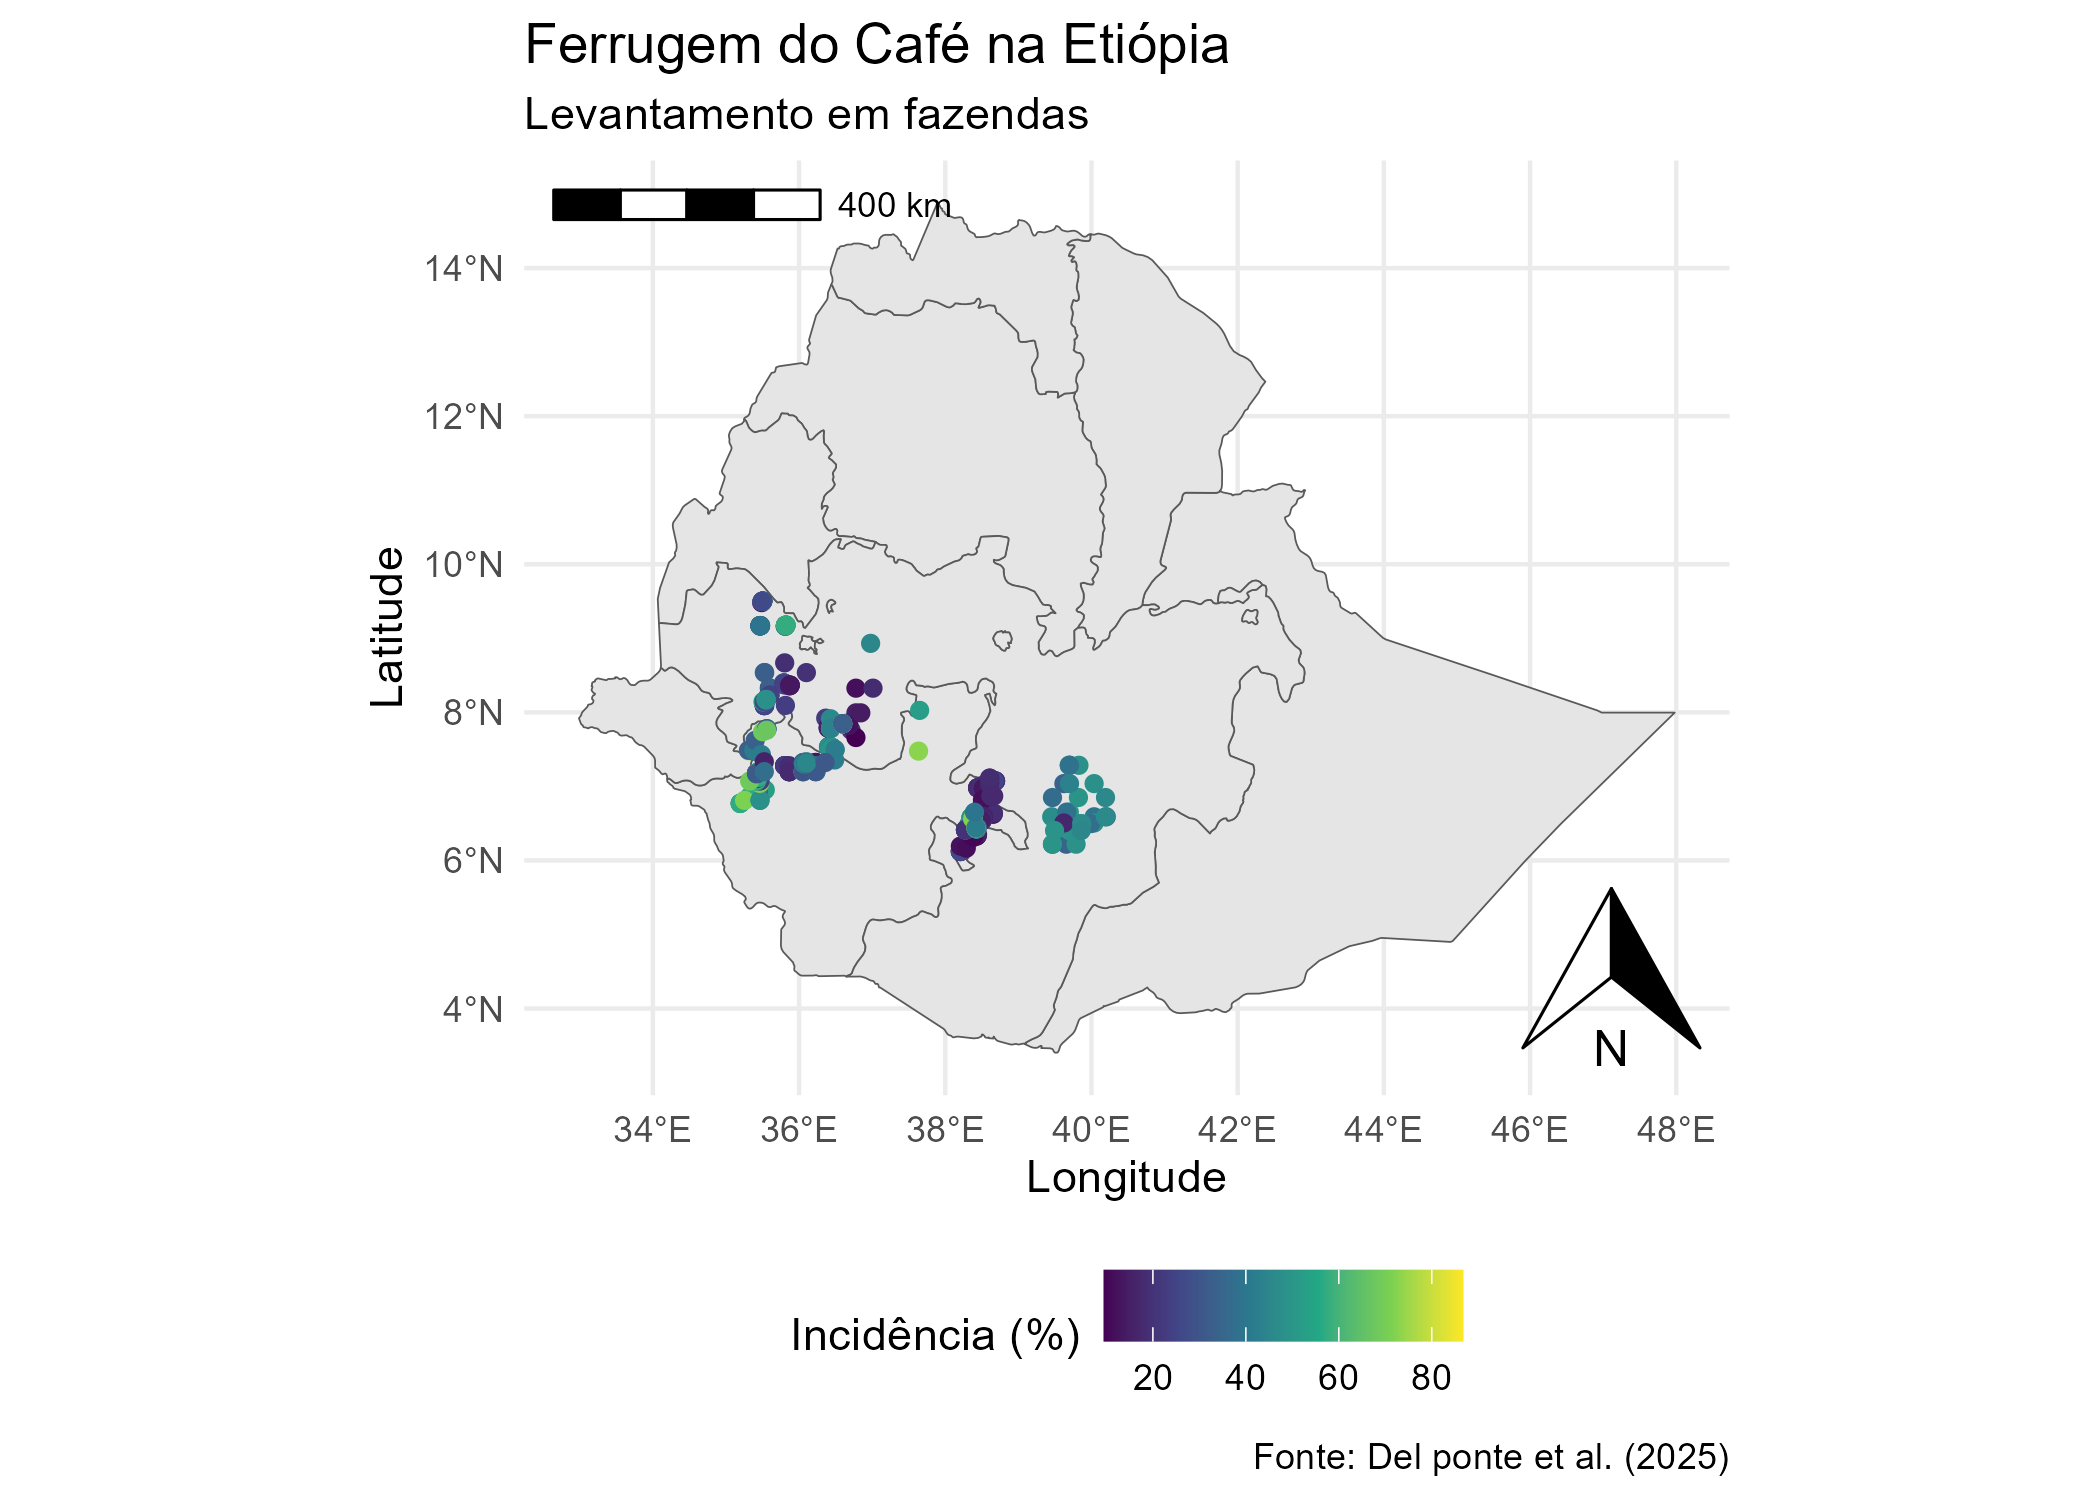 Ferrugem do Café na Etiópia
Levantamento em fazendas
400 km
14°N
12°N
10°N
8°N
6°N
4°N
Latitude
N
34°E 36°E 38°E 40°E 42°E 44°E 46°E 48°E
Longitude
Incidência (%)
20 40 60 80
Fonte: Del ponte et al. (2025)